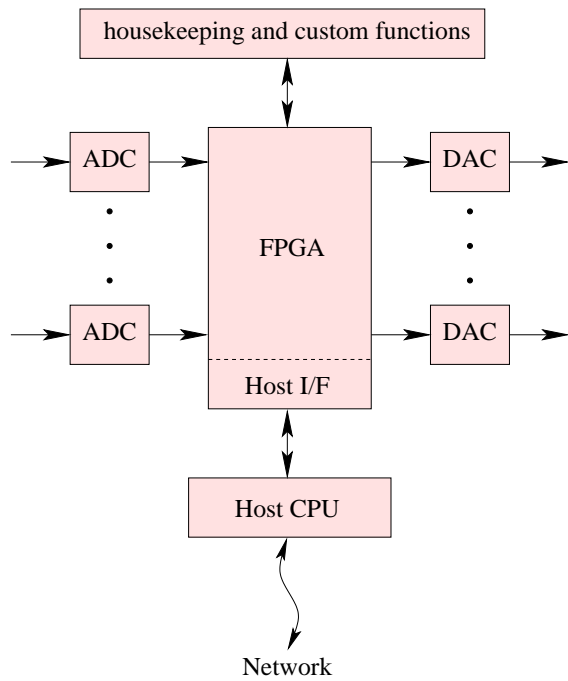 housekeeping and custom functions
ADC
DAC
FPGA
ADC
DAC
Host I/F
Host CPU
Network